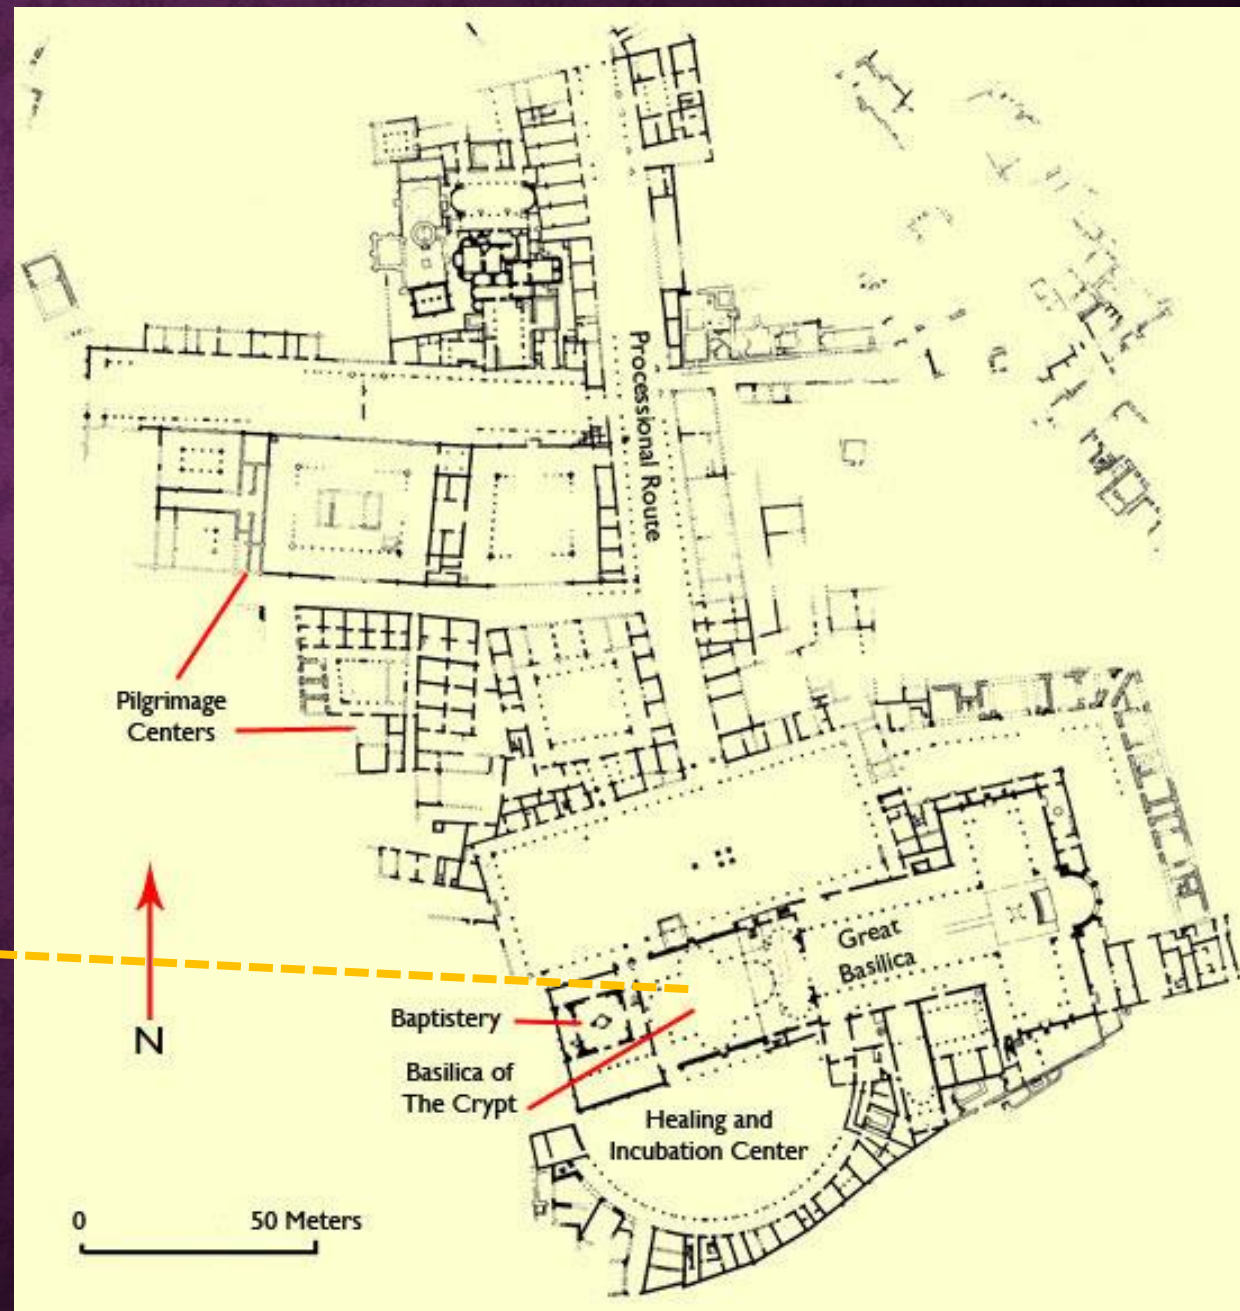 Processional Route
Pilgrimage
Centers
Great
Basilica
N
Baptistery
Basilica of
The Crypt
Healing and
Incubation Center
0 50 Meters